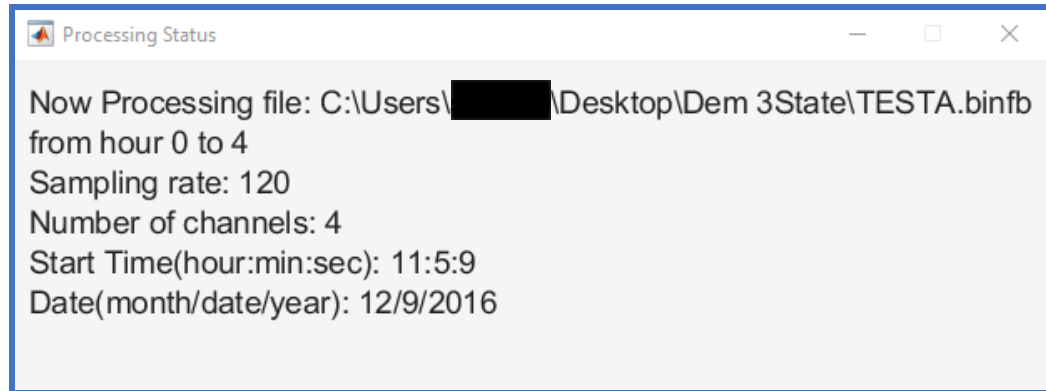 Processing Status
Now Processing file: C:\Users\ \Desktop\Dem 3State\TESTA.binfb
from hour 0 to 4
Sampling rate: 120
Number of channels: 4
Start Time(hour:min:sec): 11:5:9
Date(month/date/year): 12/9/2016